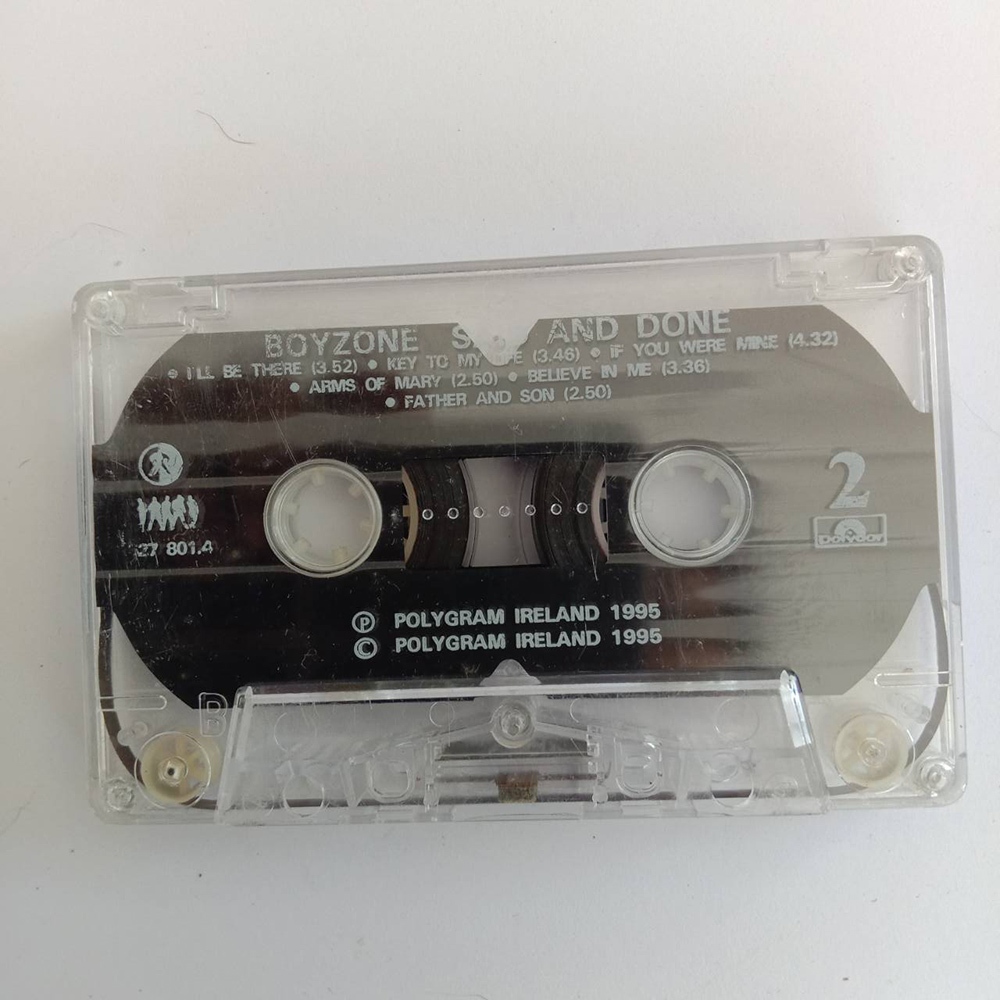 BOYZONE S AND DONE
• I'LL BE THERE (3.52) • KEY TO MY LIFE (3.46) • IF YOU WERE MINE (4.32)
• ARMS OF MARY (2.50) • BELIEVE IN ME (3.36)
• FATHER AND SON (2.50)
2
Polydor
27 801.4
Ⓟ POLYGRAM IRELAND 1995
© POLYGRAM IRELAND 1995
B